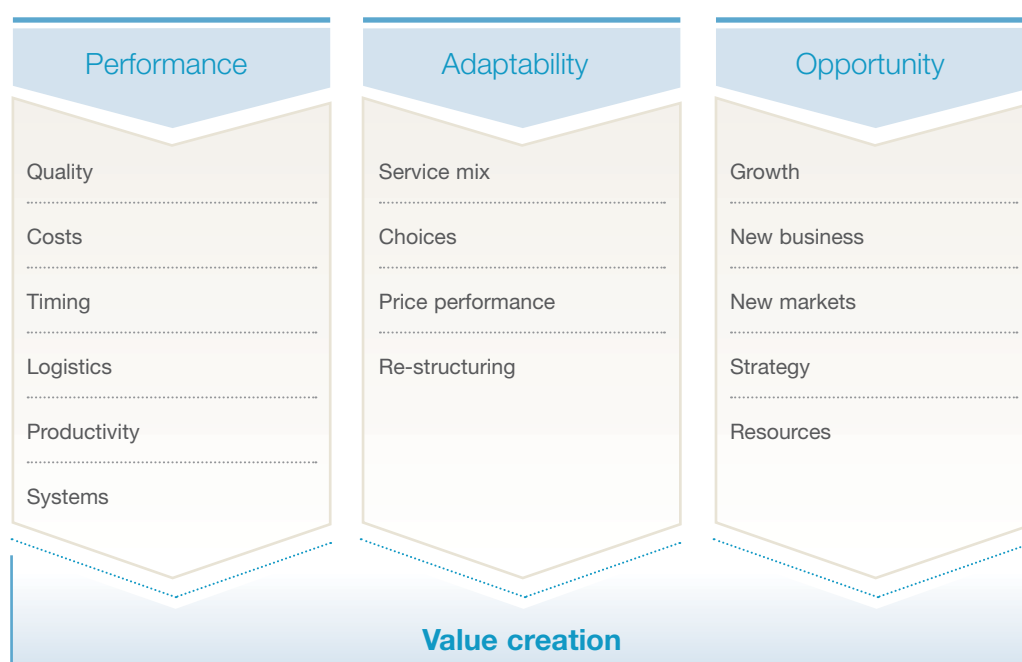 Performance
Quality
Costs
Timing
Logistics
Productivity
Systems
Adaptability
Service mix
Choices
Price performance
Re-structuring
Opportunity
Growth
New business
New markets
Strategy
Resources
Value creation